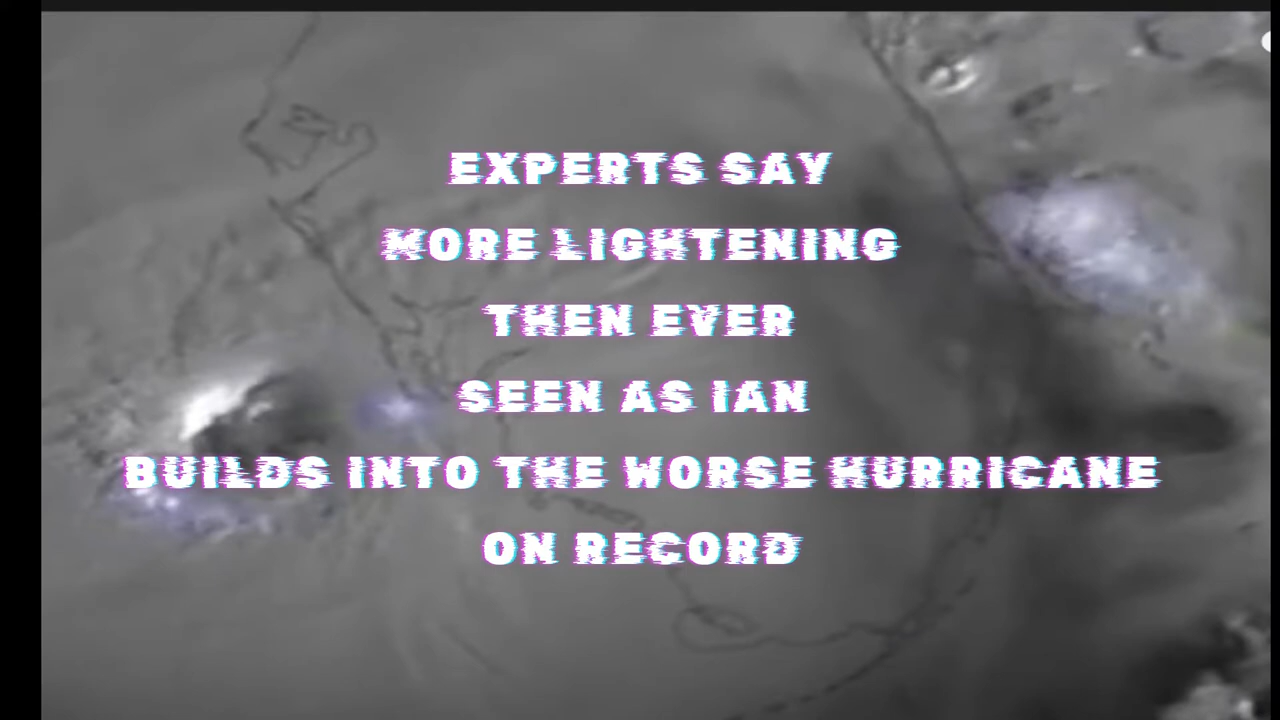 EXPERTS SAY
MORE LIGHTENING
THEN EVER
SEEN AS IAN
BUILDS INTO THE WORSE HURRICANE
ON RECORD